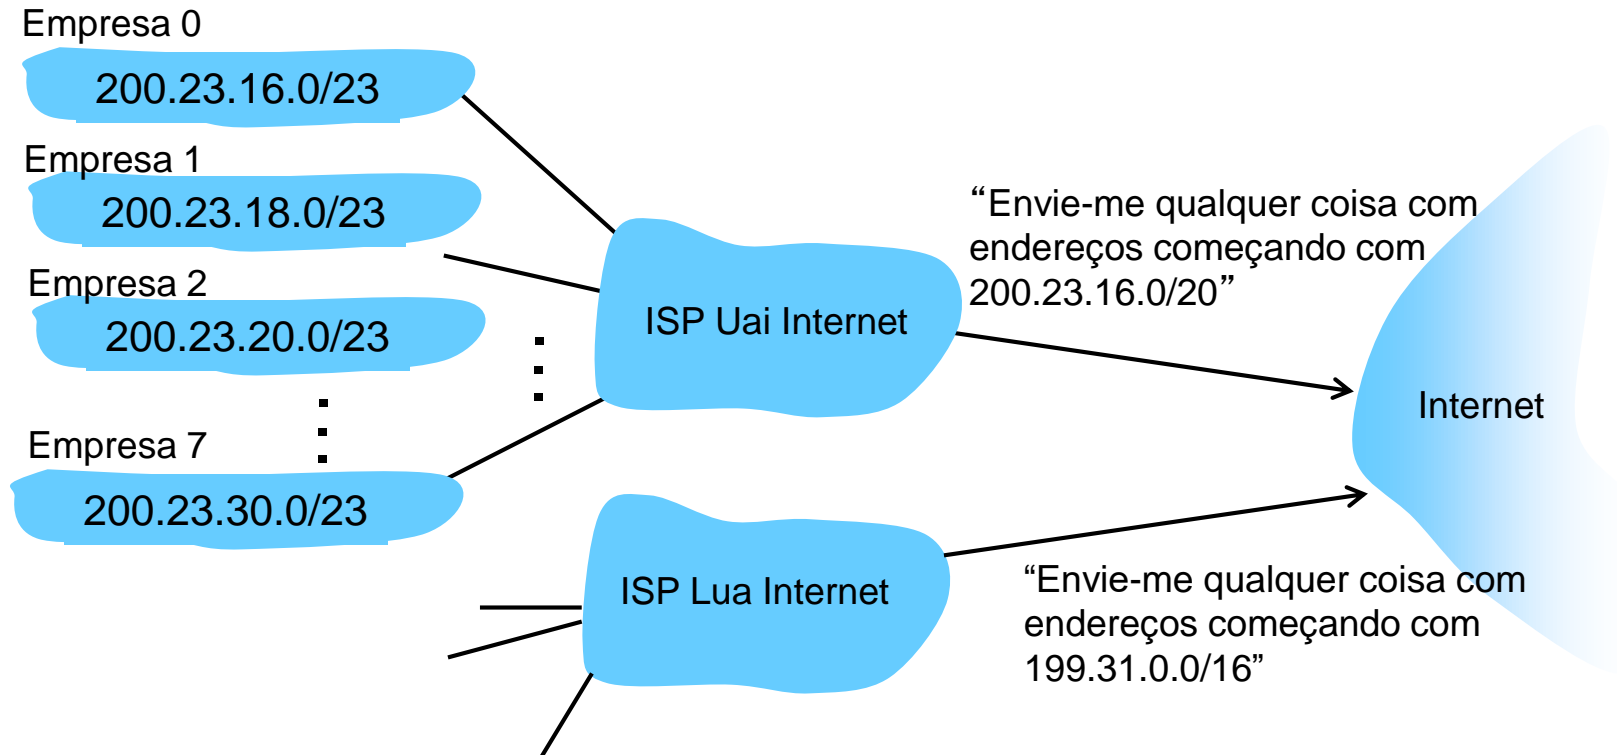 Empresa 0
200.23.16.0/23
Empresa 1
200.23.18.0/23
Empresa 2
200.23.20.0/23
Empresa 7
200.23.30.0/23
ISP Uai Internet
“Envie-me qualquer coisa com
endereços começando com
200.23.16.0/20”
Internet
ISP Lua Internet
“Envie-me qualquer coisa com
endereços começando com
199.31.0.0/16”